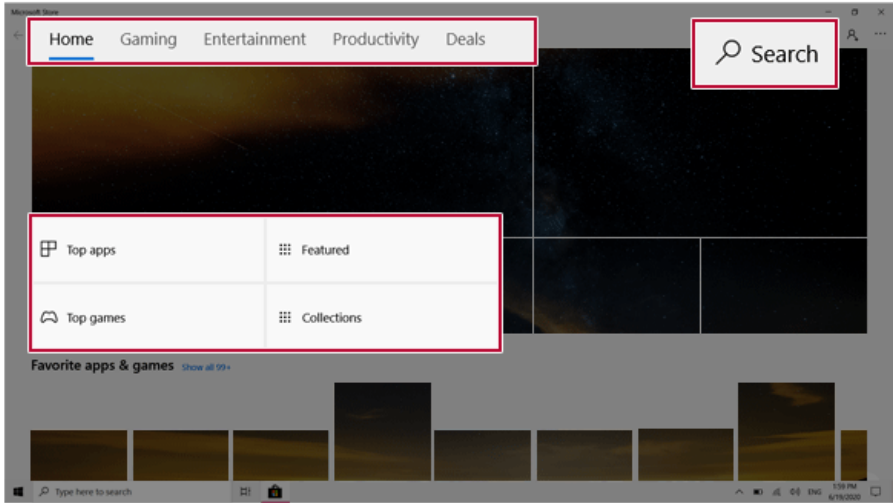 Microsoft Store
Home Gaming Entertainment Productivity Deals
Search
Top apps
Featured
Top games
Collections
Favorite apps & games Show all 99+
Type here to search
ENG
1:59 PM
6/19/2020